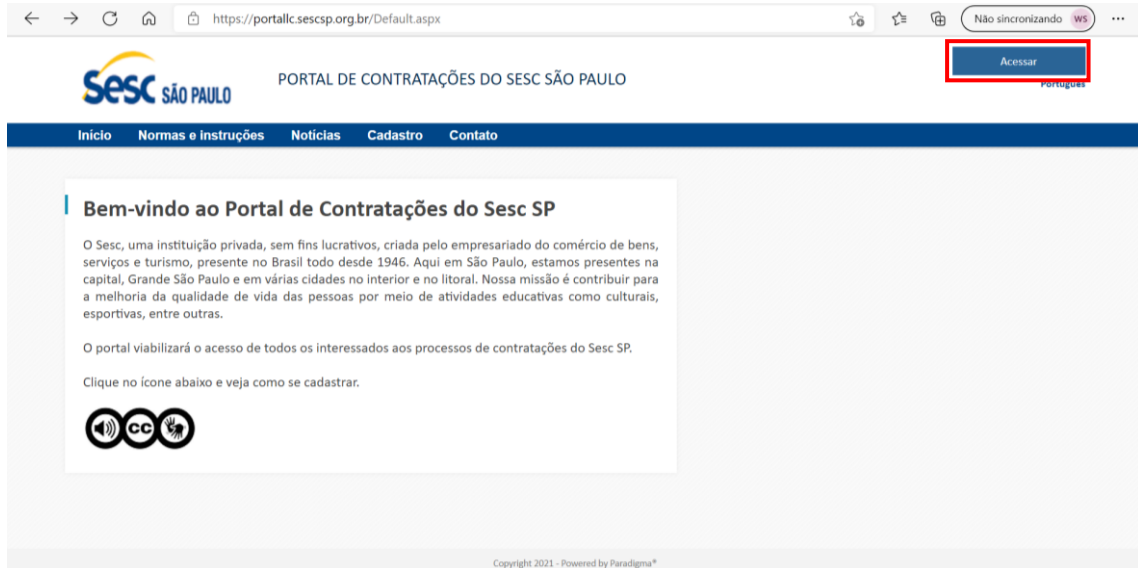 https://portallc.sescsp.org.br/Default.aspx
Não sincronizando WS
Sesc SÃO PAULO
PORTAL DE CONTRATAÇÕES DO SESC SÃO PAULO
Acessar
Português
Início Normas e instruções Notícias Cadastro Contato
Bem-vindo ao Portal de Contratações do Sesc SP
O Sesc, uma instituição privada, sem fins lucrativos, criada pelo empresariado do comércio de bens,
serviços e turismo, presente no Brasil todo desde 1946. Aqui em São Paulo, estamos presentes na
capital, Grande São Paulo e em várias cidades no interior e no litoral. Nossa missão é contribuir para
a melhoria da qualidade de vida das pessoas por meio de atividades educativas como culturais,
esportivas, entre outras.
O portal viabilizará o acesso de todos os interessados aos processos de contratações do Sesc SP.
Clique no ícone abaixo e veja como se cadastrar.
CC
Copyright 2021 - Powered by Paradigma®